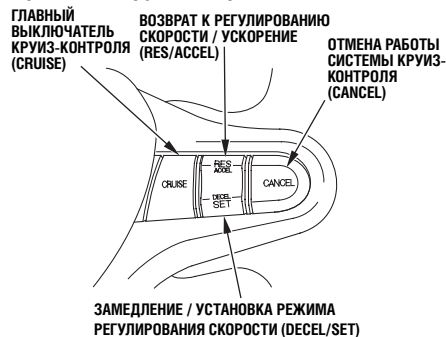 ГЛАВНЫЙ
ВЫКЛЮЧАТЕЛЬ
КРУИЗ-КОНТРОЛЯ
(CRUISE)
ВОЗВРАТ К РЕГУЛИРОВАНИЮ
СКОРОСТИ / УСКОРЕНИЕ
(RES/ACCEL)
ОТМЕНА РАБОТЫ
СИСТЕМЫ КРУИЗ-
КОНТРОЛЯ
(CANCEL)
CRUISE
RES
ACCEL
DECEL
SET
CANCEL
ЗАМЕДЛЕНИЕ / УСТАНОВКА РЕЖИМА
РЕГУЛИРОВАНИЯ СКОРОСТИ (DECEL/SET)